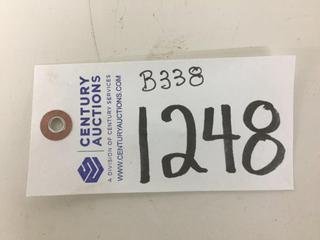 B338
1248
CENTURY
AUCTIONS
A DIVISION OF CENTURY SERVICES
WWW.CENTURYAUCTIONS.COM